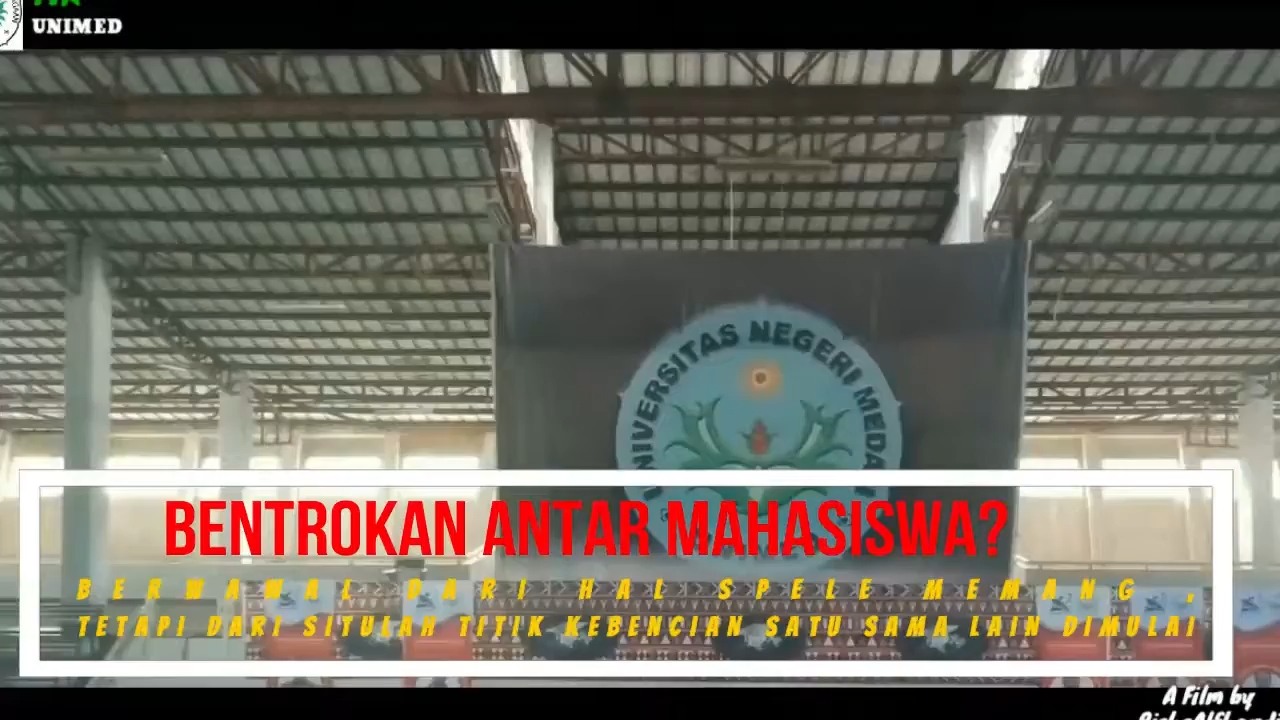 UNIMED
UNIVERSITAS NEGERI MEDAN
BENTROKAN ANTAR MAHASISWA?
BERWAWAL DARI HAL SPELE MEMANG ,
TETAPI DARI SITULAH TITIK KEBENCIAN SATU SAMA LAIN DIMULAI
A Film by